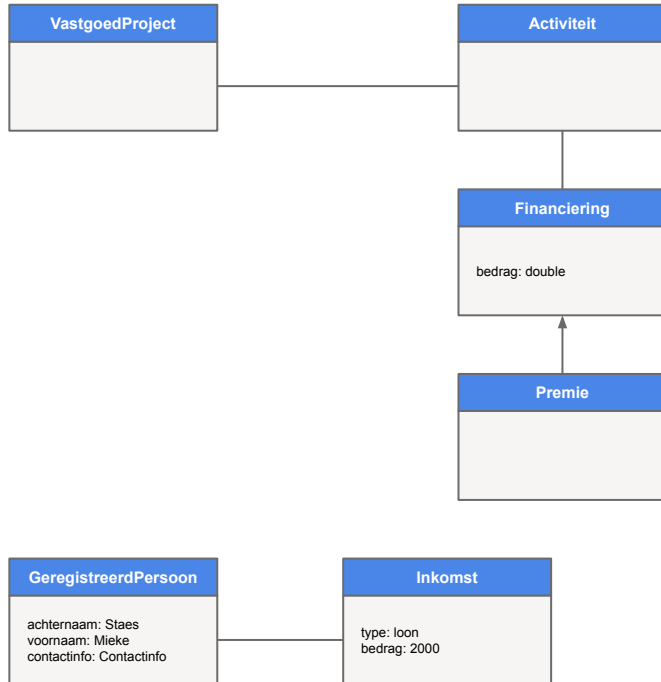 VastgoedProject
Activiteit
Financiering
bedrag: double
Premie
GeregistreerdPersoon
achternaam: Staes
voornaam: Mieke
contactinfo: Contactinfo
Inkomst
type: loon
bedrag: 2000